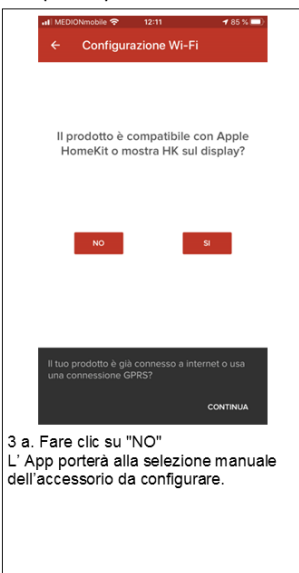 MEDIONmobile 12:11 85 %
← Configurazione Wi-Fi
Il prodotto è compatibile con Apple
HomeKit o mostra HK sul display?
NO SI
Il tuo prodotto è già connesso a internet o usa
una connessione GPRS?
CONTINUA
3 a. Fare clic su "NO"
L' App porterà alla selezione manuale
dell'accessorio da configurare.